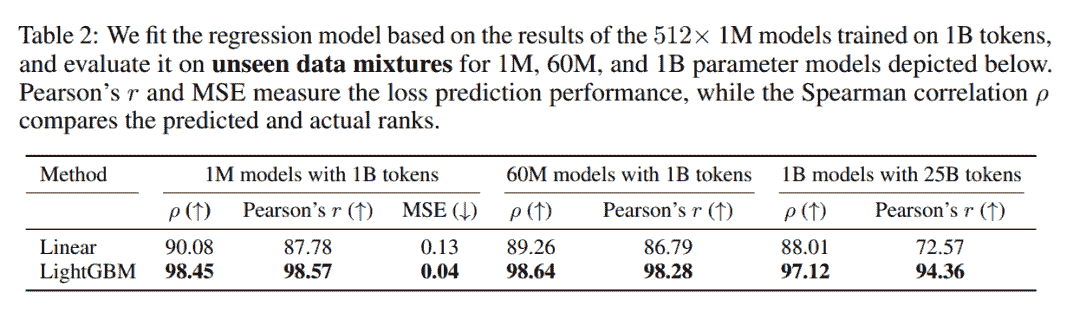 Table 2: We fit the regression model based on the results of the 512× 1M models trained on 1B tokens,
and evaluate it on unseen data mixtures for 1M, 60M, and 1B parameter models depicted below.
Pearson's r and MSE measure the loss prediction performance, while the Spearman correlation ρ
compares the predicted and actual ranks.
Method 1M models with 1B tokens 60M models with 1B tokens 1B models with 25B tokens
ρ (↑) Pearson's r (↑) MSE (↓) ρ (↑) Pearson's r (↑) ρ (↑) Pearson's r (↑)
Linear 90.08 87.78 0.13 89.26 86.79 88.01 72.57
LightGBM 98.45 98.57 0.04 98.64 98.28 97.12 94.36